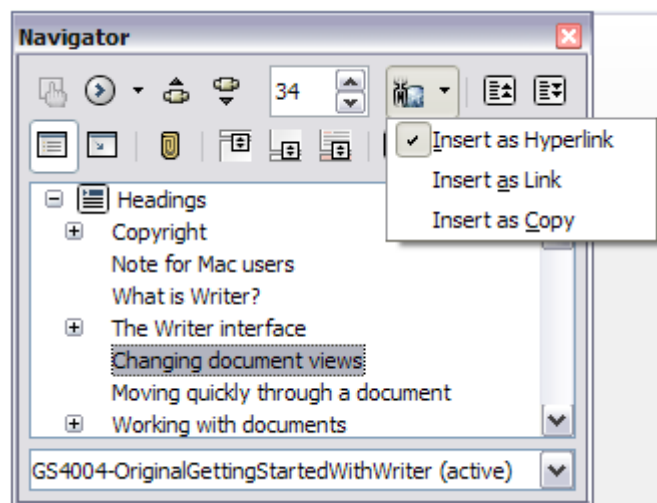 Navigator
34
Insert as Hyperlink
Insert as Link
Insert as Copy
Headings
Copyright
Note for Mac users
What is Writer?
The Writer interface
Changing document views
Moving quickly through a document
Working with documents
GS4004-OriginalGettingStartedWithWriter (active)